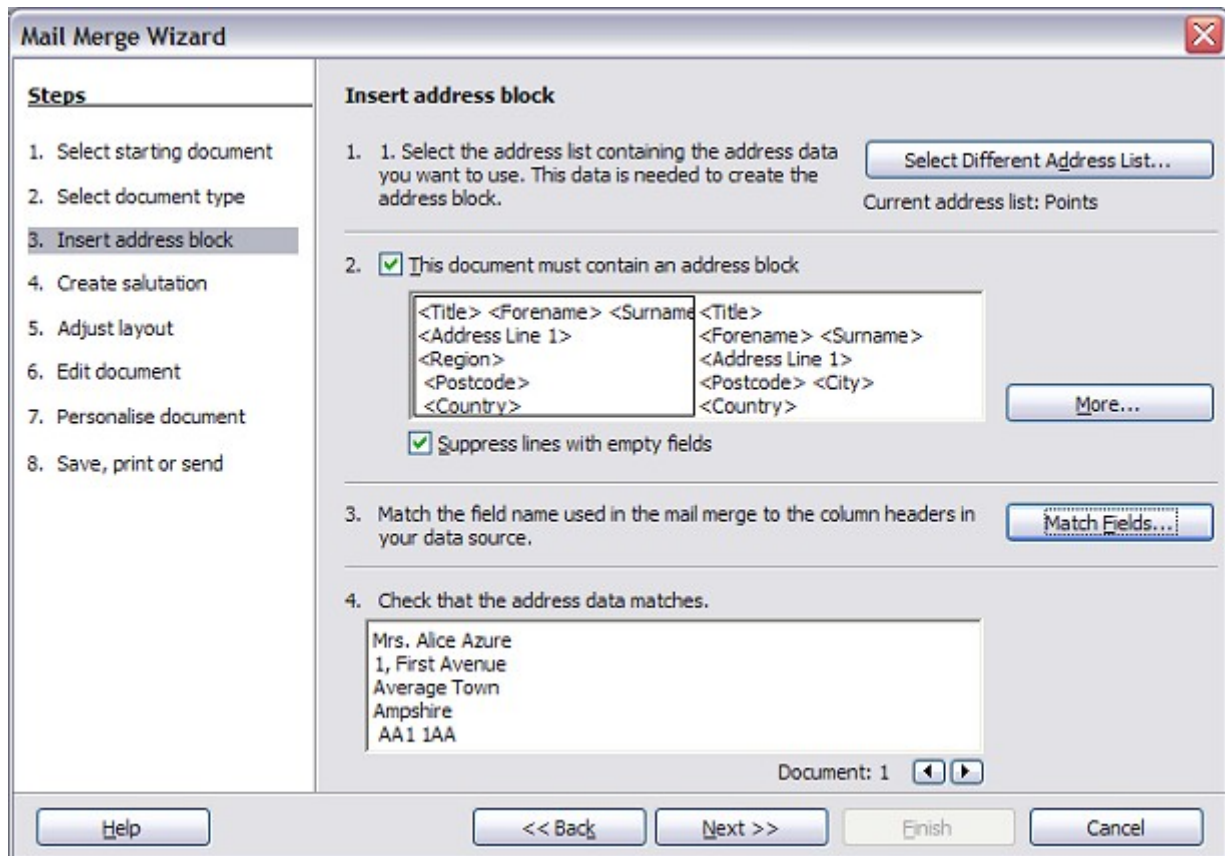 Mail Merge Wizard
Steps
1. Select starting document
2. Select document type
3. Insert address block
4. Create salutation
5. Adjust layout
6. Edit document
7. Personalise document
8. Save, print or send
Insert address block
1. 1. Select the address list containing the address data
you want to use. This data is needed to create the
address block.
Select Different Address List...
Current address list: Points
2. This document must contain an address block
<Title> <Forename> <Surname
<Address Line 1>
<Region>
<Postcode>
<Country>
<Title>
<Forename> <Surname>
<Address Line 1>
<Postcode> <City>
<Country>
More...
Suppress lines with empty fields
3. Match the field name used in the mail merge to the column headers in
your data source.
Match Fields...
4. Check that the address data matches.
Mrs. Alice Azure
1, First Avenue
Average Town
Ampshire
AA1 1AA
Document: 1
Help
<< Back
Next >>
Finish
Cancel